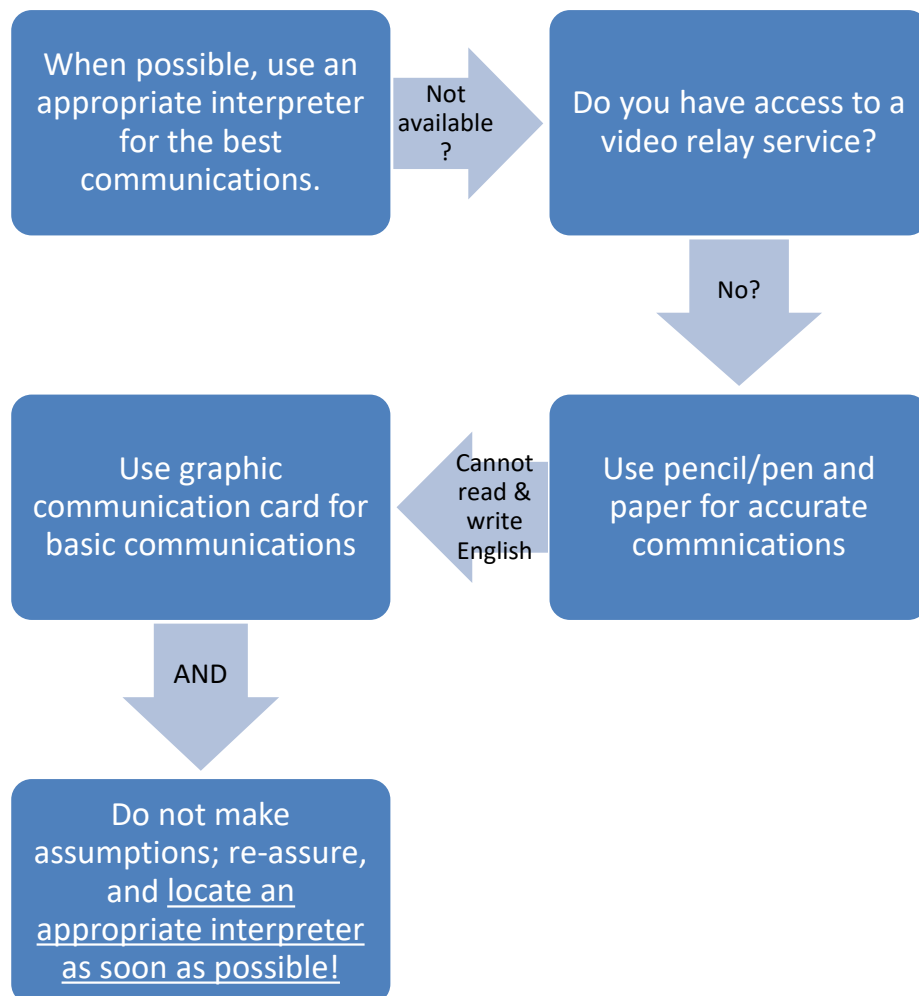 When possible, use an
appropriate interpreter
for the best
communications.
Not
available
?
Do you have access to a
video relay service?
No?
Use pencil/pen and
paper for accurate
commnications
Cannot
read &
write
English
Use graphic
communication card for
basic communications
AND
Do not make
assumptions; re-assure,
and locate an
appropriate interpreter
as soon as possible!